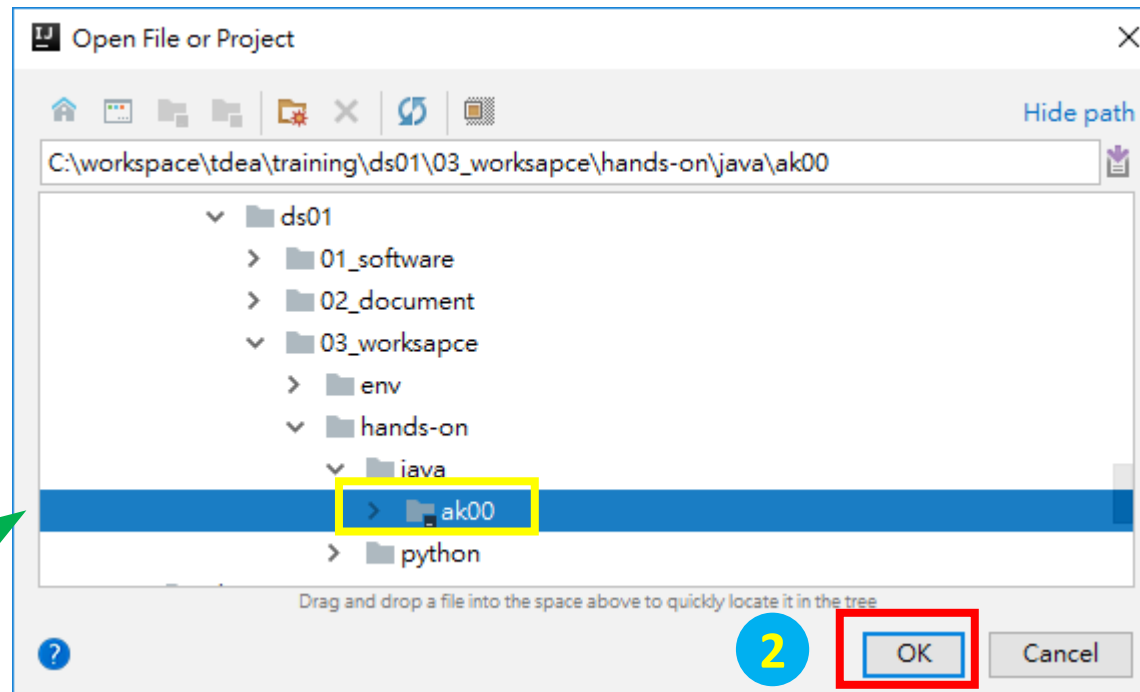 IJ Open File or Project
Hide path
C:\workspace\tdea\training\ds01\03_worksapce\hands-on\java\ak00
ds01
01_software
02_document
03_worksapce
env
hands-on
java
ak00
python
Drag and drop a file into the space above to quickly locate it in the tree
? 2 OK Cancel